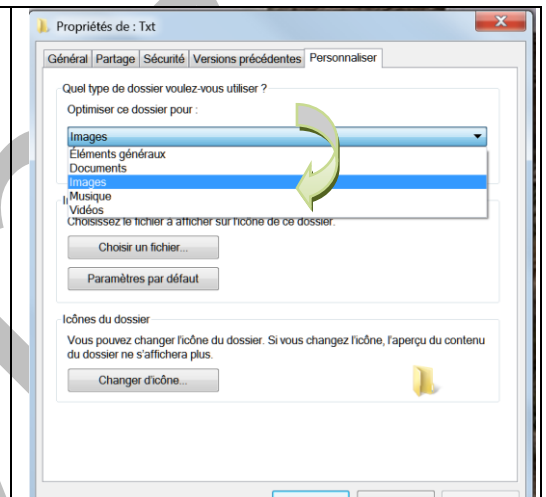 Propriétés de : Txt
Général Partage Sécurité Versions précédentes Personnaliser
Quel type de dossier voulez-vous utiliser ?
Optimiser ce dossier pour :
Images
Éléments généraux
Documents
Images
Musique
Vidéos
Choisissez le fichier à afficher sur l'icône de ce dossier.
Choisir un fichier...
Paramètres par défaut
Icônes du dossier
Vous pouvez changer l'icône du dossier. Si vous changez l'icône, l'aperçu du contenu
du dossier ne s'affichera plus.
Changer d'icône...